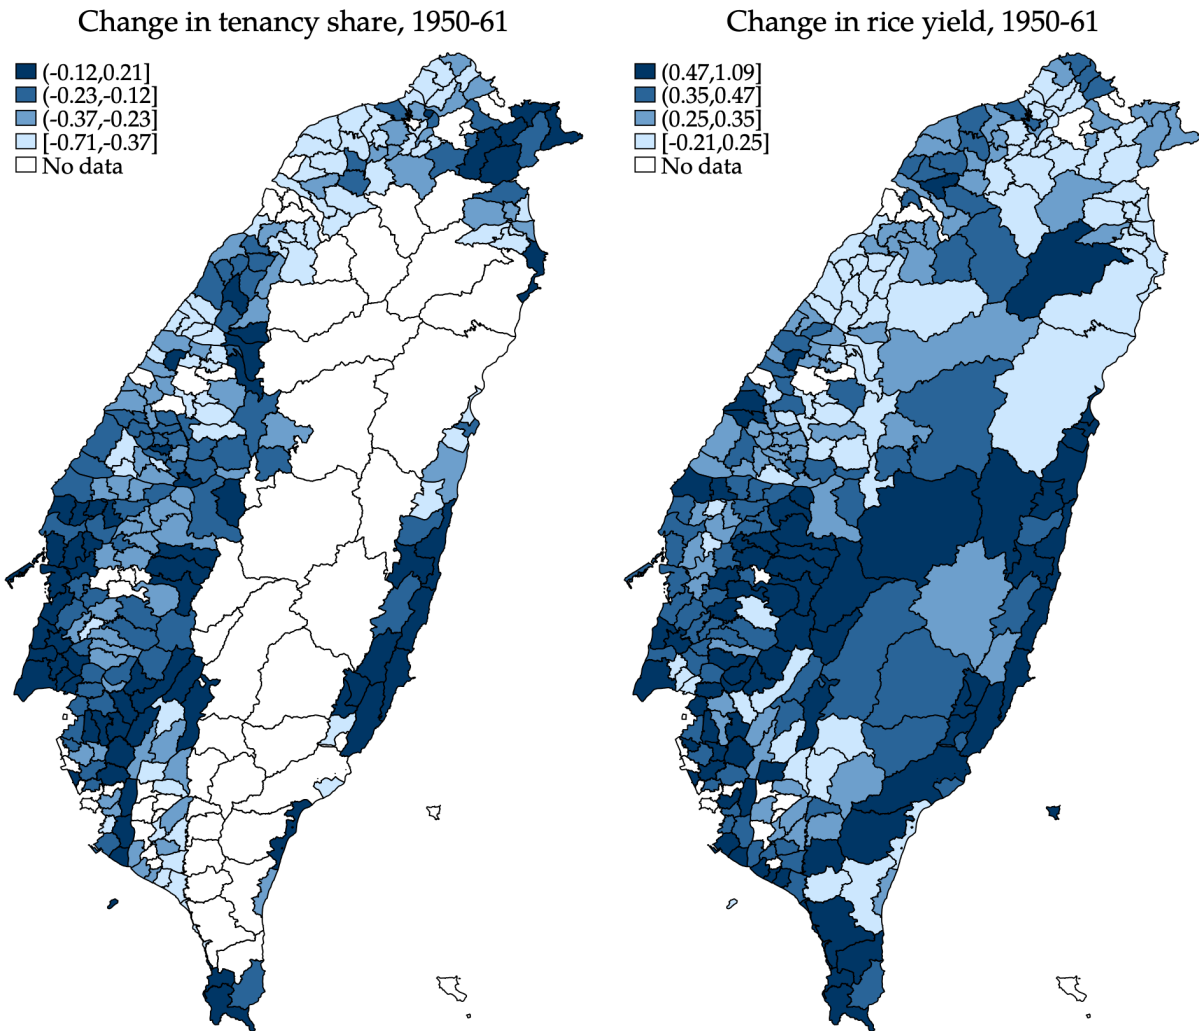 Change in tenancy share, 1950-61
(-0.12,0.21]
(-0.23,-0.12]
(-0.37,-0.23]
[-0.71,-0.37]
No data
Change in rice yield, 1950-61
(0.47,1.09]
(0.35,0.47]
(0.25,0.35]
[-0.21,0.25]
No data